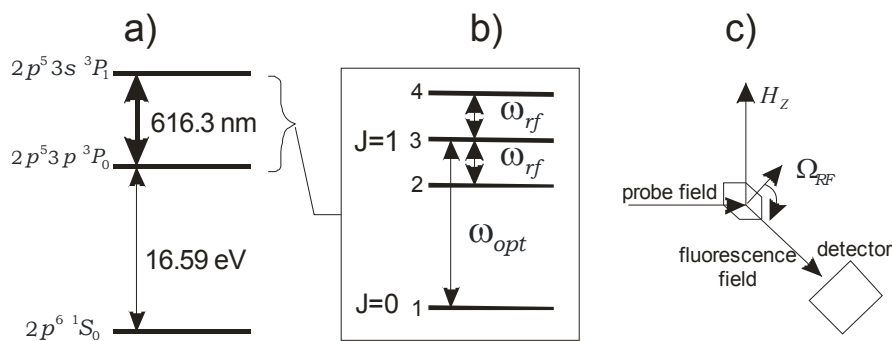 a)
2p⁵3s ³P₁
616.3 nm
2p⁵3p ³P₀
16.59 eV
2p⁶ ¹S₀
b)
4
ω_rf
J=1 3
ω_rf
2
ω_opt
J=0 1
c)
H_Z
Ω_RF
probe field
fluorescence
field
detector